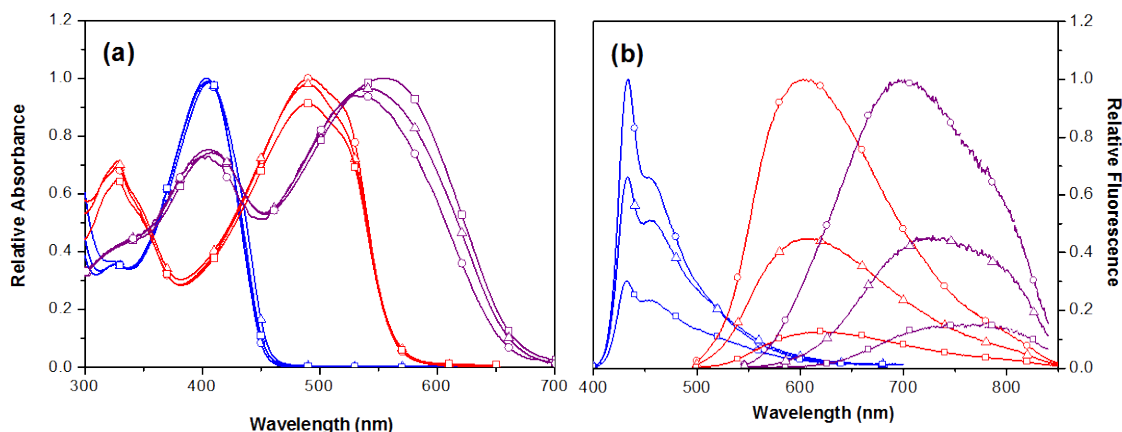 (a)
Relative Absorbance
1.2
1.0
0.8
0.6
0.4
0.2
0.0
300 400 500 600 700
Wavelength (nm)
(b)
1.2
1.0
0.8
0.6
0.4
0.2
0.0
Relative Fluorescence
400 500 600 700 800
Wavelength (nm)